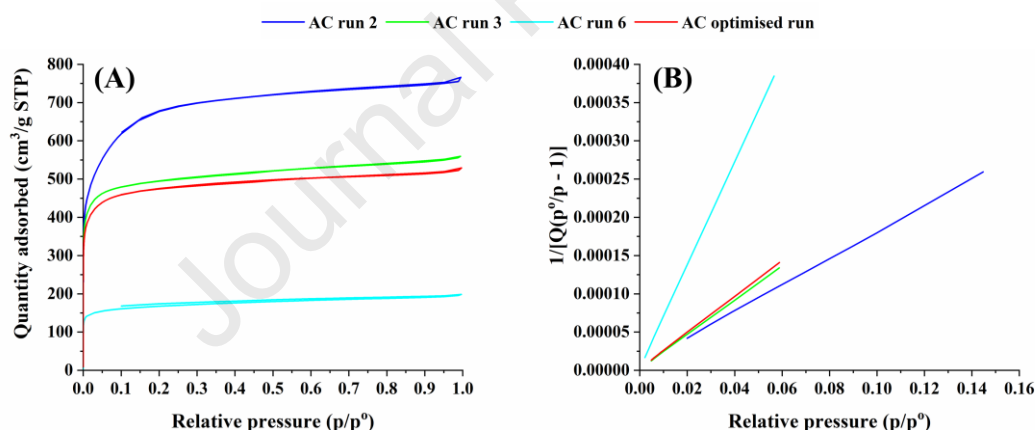 AC run 2 AC run 3 AC run 6 AC optimised run
(A)
Quantity adsorbed (cm³/g STP)
800
700
600
500
400
300
200
100
0
0.0 0.1 0.2 0.3 0.4 0.5 0.6 0.7 0.8 0.9 1.0
Relative pressure (p/p°)
(B)
1/[Q(p°/p - 1)]
0.00040
0.00035
0.00030
0.00025
0.00020
0.00015
0.00010
0.00005
0.00000
0.00 0.02 0.04 0.06 0.08 0.10 0.12 0.14 0.16
Relative pressure (p/p°)
Journal